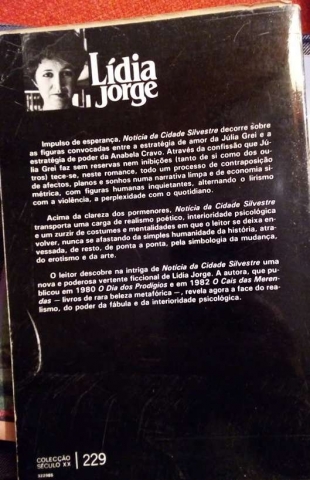 Lídia
Jorge
Impulso de esperança, Notícia da Cidade Silvestre decorre sobre
as figuras convocadas entre a estratégia de amor da Júlia Grei e a
estratégia de poder da Anabela Cravo. Através da confissão que Jú-
lia Grei faz sem reservas nem inibições (tanto de si como dos ou-
tros) tece-se, neste romance, todo um processo de contraposição
de afectos, planos e sonhos numa narrativa limpa e de economia si-
métrica, com figuras humanas inquietantes, alternando o lirismo
com a violência, a perplexidade com o quotidiano.
Acima da clareza dos pormenores, Notícia da Cidade Silvestre
transporta uma carga de realismo poético, interioridade psicológica
e um zurzir de costumes e mentalidades em que o leitor se deixa en-
volver, nunca se afastando da simples humanidade da história, atra-
vessada, de resto, de ponta a ponta, pela simbologia da mudança,
do erotismo e da arte.
O leitor descobre na intriga de Notícia da Cidade Silvestre uma
nova e poderosa vertente ficcional de Lídia Jorge. A autora, que pu-
blicou em 1980 O Dia dos Prodígios e em 1982 O Cais das Meren-
das — livros de rara beleza metafórica —, revela agora a face do rea-
lismo, do poder da fábula e da interioridade psicológica.
COLECÇÃO
SÉCULO XX
229